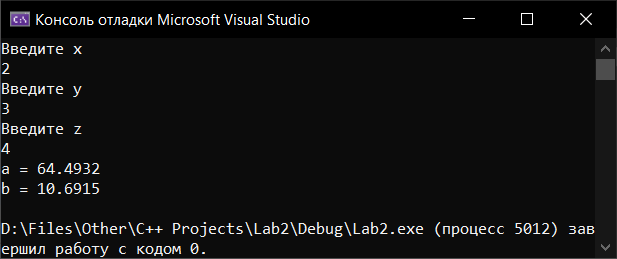 Консоль отладки Microsoft Visual Studio
Введите x
2
Введите y
3
Введите z
4
a = 64.4932
b = 10.6915
D:\Files\Other\C++ Projects\Lab2\Debug\Lab2.exe (процесс 5012) зав
ершил работу с кодом 0.